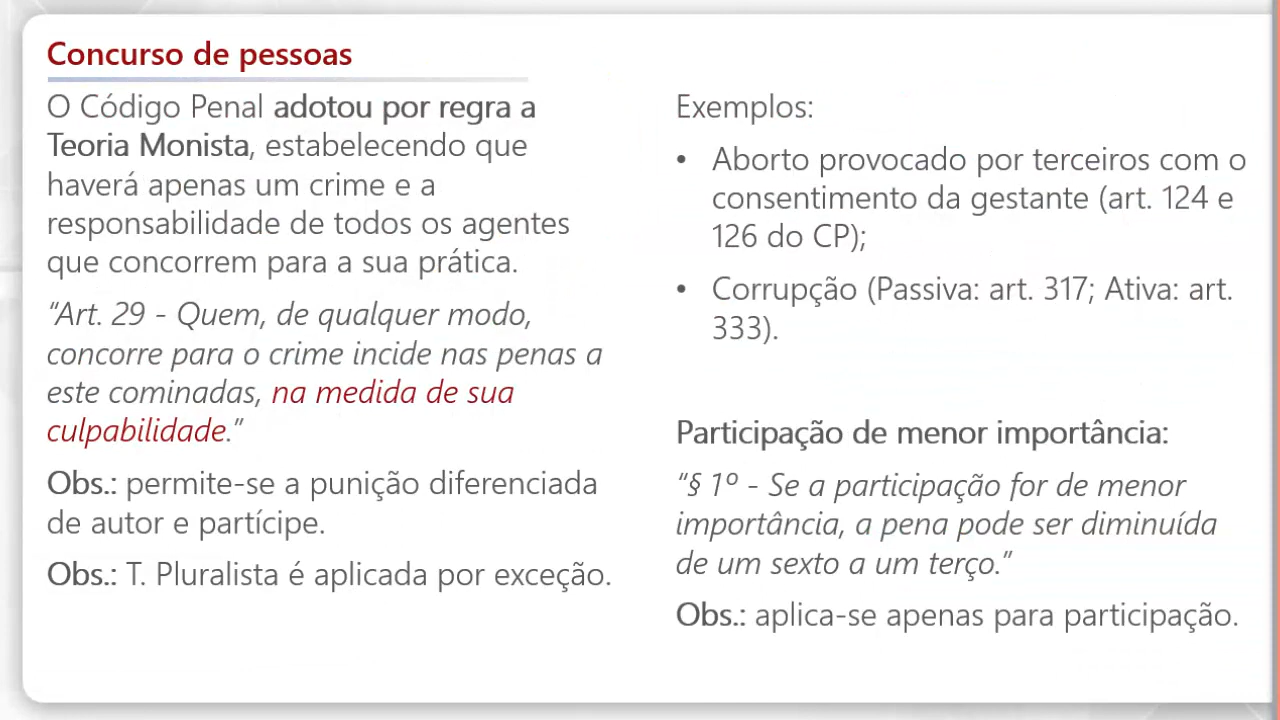 Concurso de pessoas
O Código Penal adotou por regra a
Teoria Monista, estabelecendo que
haverá apenas um crime e a
responsabilidade de todos os agentes
que concorrem para a sua prática.
“Art. 29 - Quem, de qualquer modo,
concorre para o crime incide nas penas a
este cominadas, na medida de sua
culpabilidade.”
Obs.: permite-se a punição diferenciada
de autor e partícipe.
Obs.: T. Pluralista é aplicada por exceção.
Exemplos:
• Aborto provocado por terceiros com o
consentimento da gestante (art. 124 e
126 do CP);
• Corrupção (Passiva: art. 317; Ativa: art.
333).
Participação de menor importância:
“§ 1º - Se a participação for de menor
importância, a pena pode ser diminuída
de um sexto a um terço.”
Obs.: aplica-se apenas para participação.